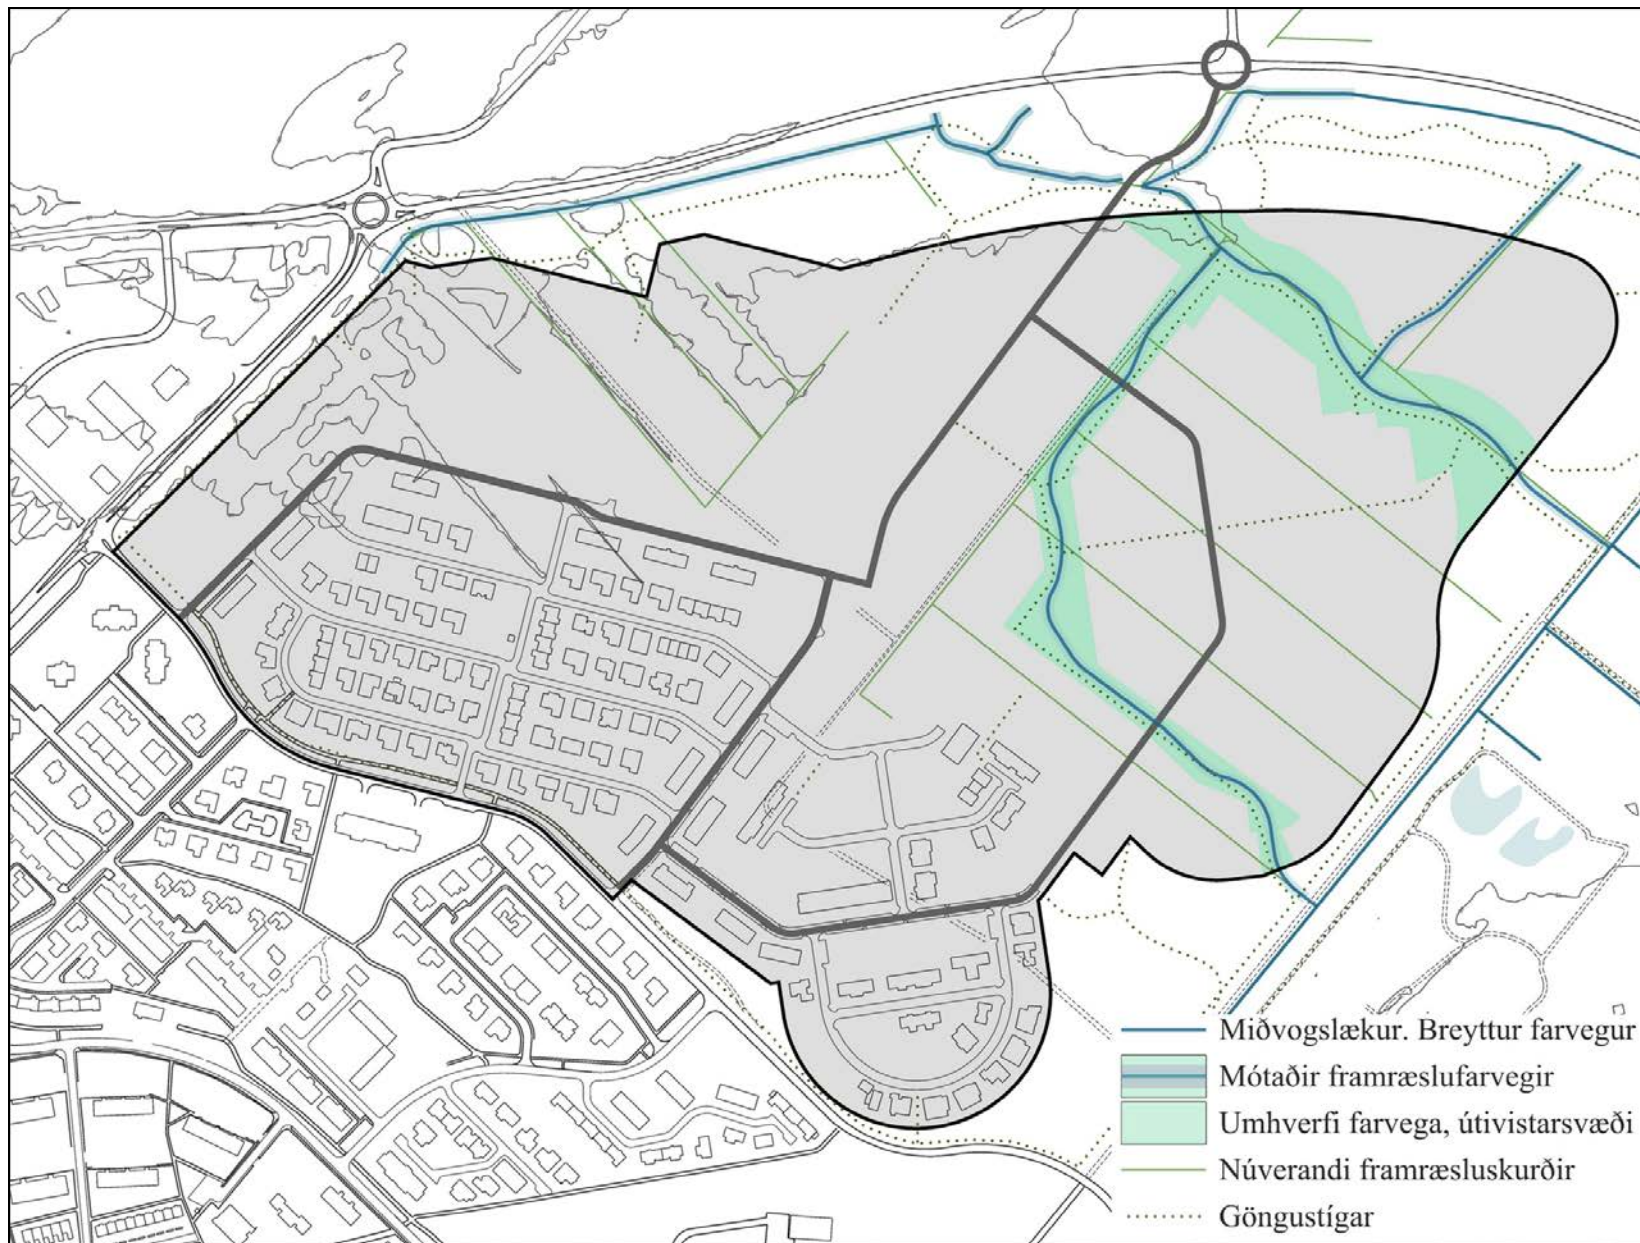 Miðvogslækur. Breyttur farvegur
Mótaðir framræslufarvegir
Umhverfi farvega, útivistarsvæði
Núverandi framræsluskurðir
Göngustígar